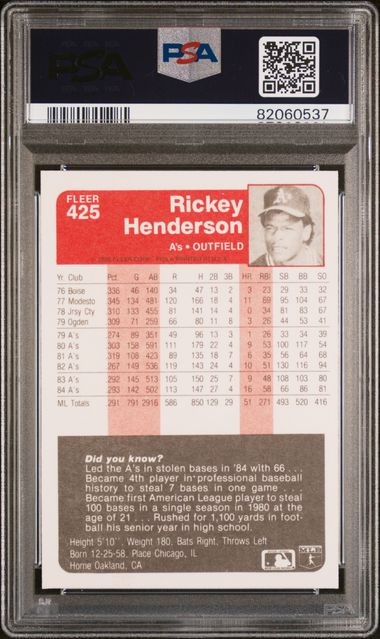 PSA
PSA
82060537
FLEER
425
Rickey
Henderson
A's • OUTFIELD
Yr. Club Pct. G AB R H 2B 3B HR RBI SB BB SO
76 Boise 336 46 140 34 47 13 2 3 23 29 33 32
77 Modesto 345 134 481 120 166 18 4 11 69 95 104 67
78 Jrsy Cty 310 133 455 81 141 14 4 0 34 81 83 67
79 Ogden 309 71 259 66 80 11 8 3 26 44 53 41
79 A's 274 89 351 49 96 13 3 1 26 33 34 39
80 A's 303 158 591 111 179 22 4 9 53 100 117 54
81 A's 319 108 423 89 135 18 7 6 35 56 64 68
82 A's 267 149 536 119 143 24 4 10 51 130 116 94
83 A's 292 145 513 105 150 25 7 9 48 108 103 80
84 A's 293 142 502 113 147 27 4 16 58 66 86 81
ML Totals 291 791 2916 586 850 129 29 51 271 493 520 416
Did you know?
Led the A's in stolen bases in '84 with 66 . . .
Became 4th player in professional baseball
history to steal 7 bases in one game . . .
Became first American League player to steal
100 bases in a single season in 1980 at the
age of 21 . . . Rushed for 1,100 yards in foot-
ball his senior year in high school.
Height 5'10". Weight 180, Bats Right, Throws Left
Born 12-25-58. Place Chicago, IL
Home Oakland, CA